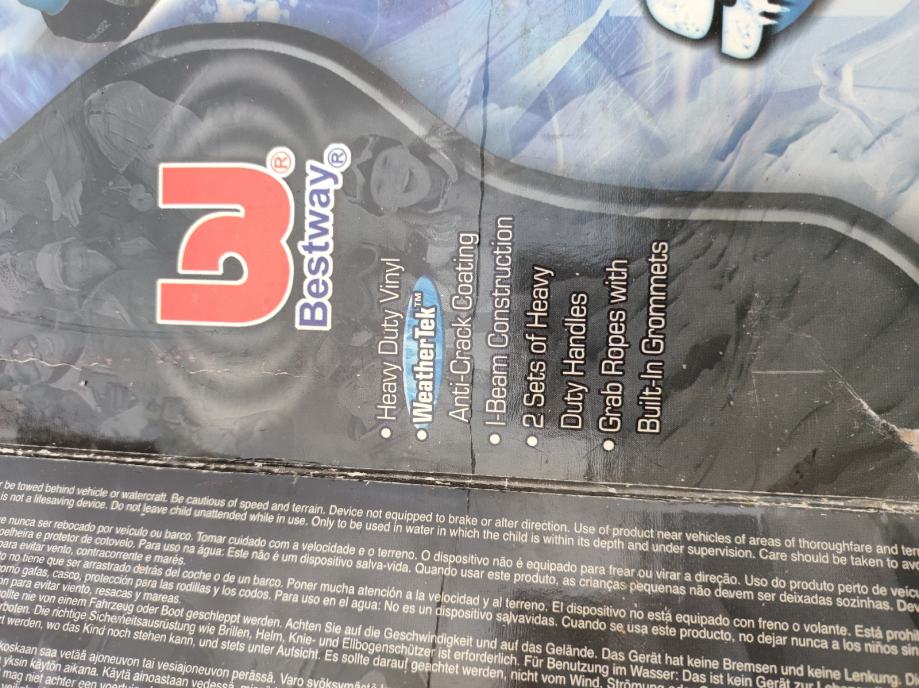 B®
Bestway®
• Heavy Duty Vinyl
• WeatherTek™
Anti-Crack Coating
• I-Beam Construction
• 2 Sets of Heavy
Duty Handles
• Grab Ropes with
Built-In Grommets
be towed behind vehicle or watercraft. Be cautious of speed and terrain. Device not equipped to brake or alter direction. Use of product near vehicles of areas of thoroughfare and
is not a lifesaving device. Do not leave child unattended while in use. Only to be used in water in which the child is within its depth and under supervision. Care should be taken to
nunca ser rebocado por veículo ou barco. Tomar cuidado com a velocidade e o terreno. O dispositivo não é equipado para frear ou virar a direção. Uso do produto perto de
e protetor de cotovelo. Para uso na água: Este não é um dispositivo salva-vida. Quando usar este produto, as crianças pequenas não devem ser deixadas sozinhas.
para evitar vento, contracorrente e marés.
no tiene que ser arrastrado detrás del coche o de un barco. Poner mucha atención a la velocidad y al terreno. El dispositivo no está equipado con freno o volante. Está
como gafas, casco, protección para las rodillas y los codos. Para uso en el agua: No es un dispositivo salvavidas. Cuando se usa este producto, no dejar nunca a los niños
para evitar viento, resacas y mareas.
sollte nie von einem Fahrzeug oder Boot geschleppt werden. Achten Sie auf die Geschwindigkeit und auf das Gelände. Das Gerät hat keine Bremsen und keine Lenkung.
Die richtige Sicherheitsausrüstung wie Brillen, Helm, Knie- und Ellbogenschützer ist erforderlich. Für Benutzung im Wasser: Das ist kein Gerät zur
werden, wo das Kind noch stehen kann, und stets unter Aufsicht. Es sollte darauf geachtet werden, nicht vom Wind,
koskaan saa vetää ajoneuvon tai vesiajoneuvon perässä. Varo
yksin käytön aikana. Käytä ainoastaan vedessä,
mag niet achter een